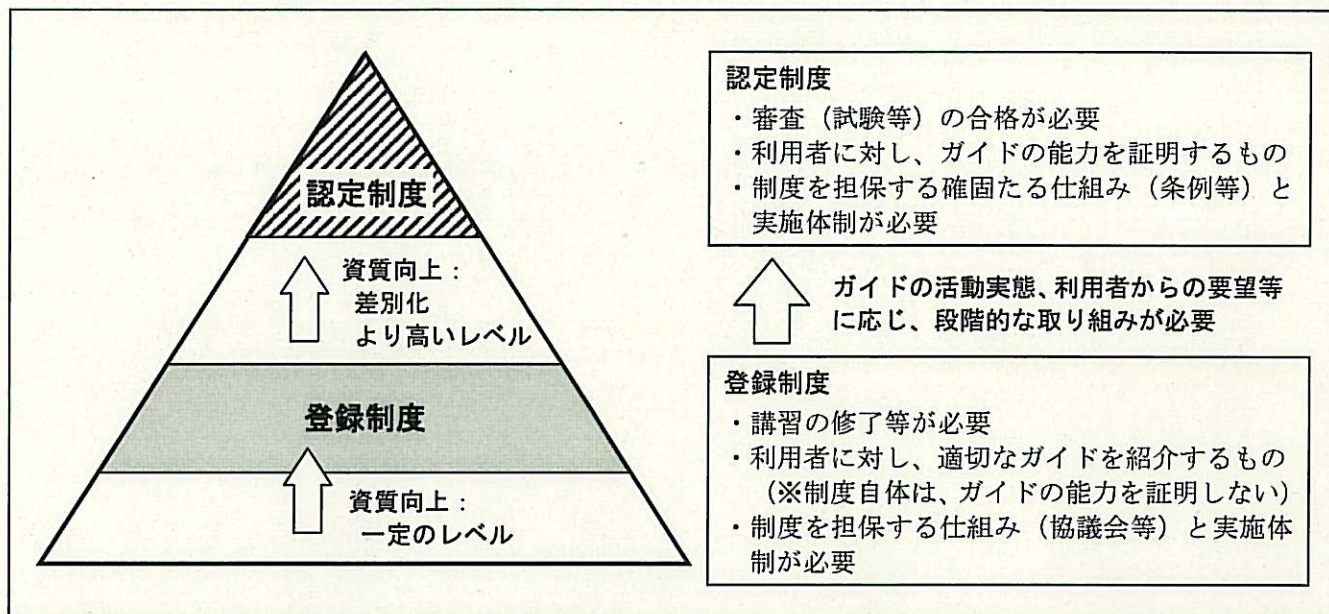 認定制度
資質向上：
差別化
より高いレベル
登録制度
資質向上：
一定のレベル
認定制度
・審査（試験等）の合格が必要
・利用者に対し、ガイドの能力を証明するもの
・制度を担保する確固たる仕組み（条例等）と
実施体制が必要
ガイドの活動実態、利用者からの要望等
に応じ、段階的な取り組みが必要
登録制度
・講習の修了等が必要
・利用者に対し、適切なガイドを紹介するもの
（※制度自体は、ガイドの能力を証明しない）
・制度を担保する仕組み（協議会等）と実施体
制が必要